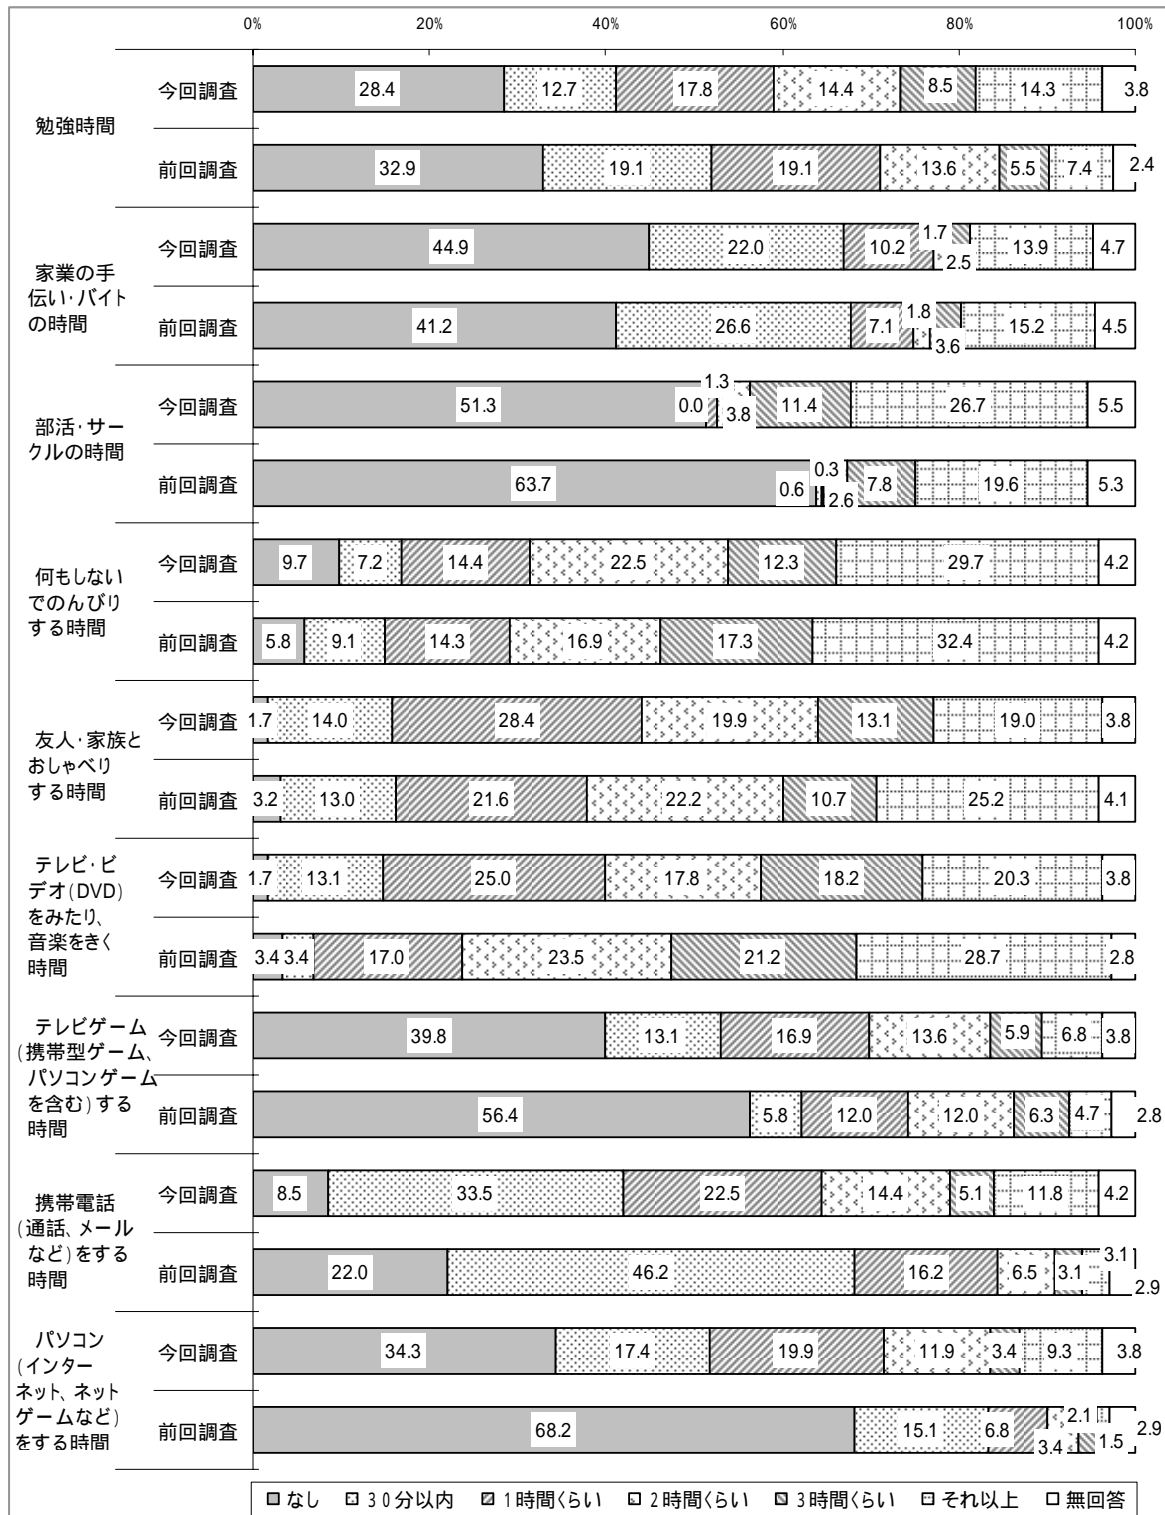 0% 20% 40% 60% 80% 100%
勉強時間
今回調査 28.4 12.7 17.8 14.4 8.5 14.3 3.8
前回調査 32.9 19.1 19.1 13.6 5.5 7.4 2.4
家業の手
伝い・バイト
の時間
今回調査 44.9 22.0 10.2 2.5 1.7 13.9 4.7
前回調査 41.2 26.6 7.1 1.8 3.6 15.2 4.5
部活・サー
クルの時間
今回調査 51.3 0.0 1.3 3.8 11.4 26.7 5.5
前回調査 63.7 0.6 0.3 2.6 7.8 19.6 5.3
何もしない
でのんびり
する時間
今回調査 9.7 7.2 14.4 22.5 12.3 29.7 4.2
前回調査 5.8 9.1 14.3 16.9 17.3 32.4 4.2
友人・家族と
おしゃべり
する時間
今回調査 1.7 14.0 28.4 19.9 13.1 19.0 3.8
前回調査 3.2 13.0 21.6 22.2 10.7 25.2 4.1
テレビ・ビ
デオ(DVD)
をみたり、
音楽をきく
時間
今回調査 1.7 13.1 25.0 17.8 18.2 20.3 3.8
前回調査 3.4 3.4 17.0 23.5 21.2 28.7 2.8
テレビゲーム
(携帯型ゲーム、
パソコンゲーム
を含む)する
時間
今回調査 39.8 13.1 16.9 13.6 5.9 6.8 3.8
前回調査 56.4 5.8 12.0 12.0 6.3 4.7 2.8
携帯電話
(通話、メール
など)をする
時間
今回調査 8.5 33.5 22.5 14.4 5.1 11.8 4.2
前回調査 22.0 46.2 16.2 6.5 3.1 3.1 2.9
パソコン
(インター
ネット、ネット
ゲームなど)
をする時間
今回調査 34.3 17.4 19.9 11.9 3.4 9.3 3.8
前回調査 68.2 15.1 6.8 3.4 2.1 1.5 2.9
なし 30分以内 1時間くらい 2時間くらい 3時間くらい それ以上 無回答